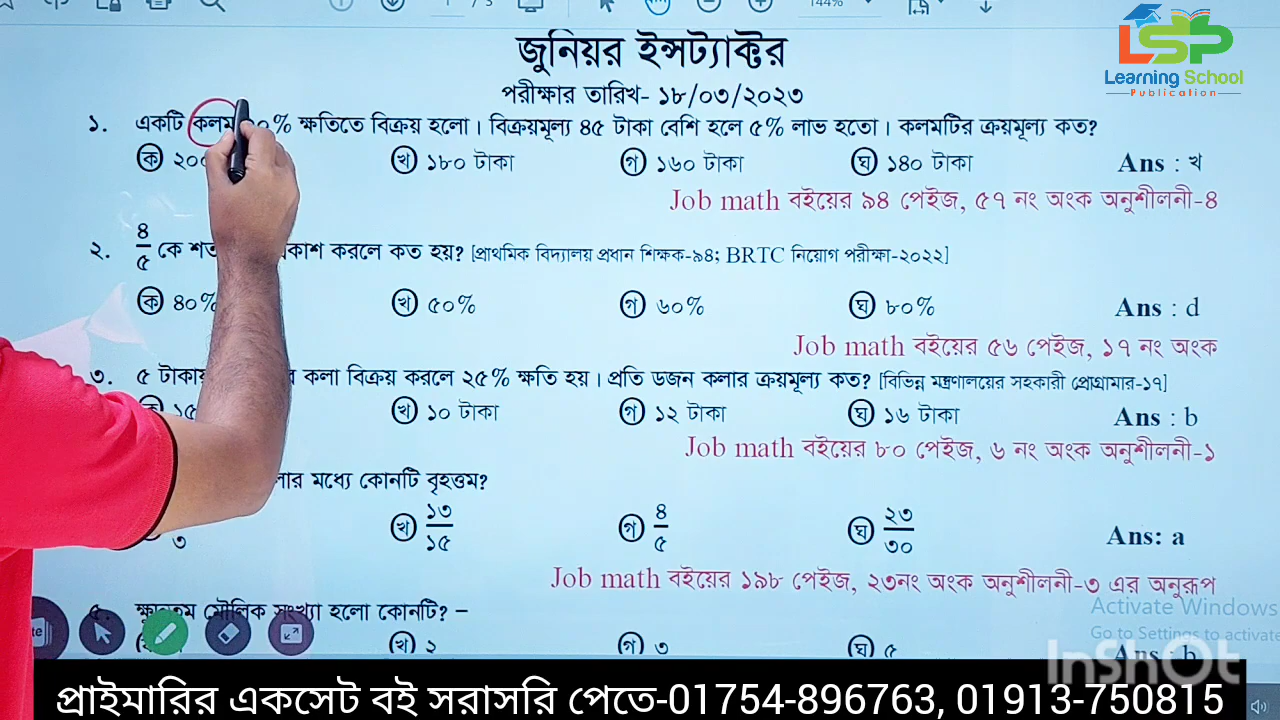 144%
LSP
Learning School
Publication
জুনিয়র ইন্সট্যাক্টর
পরীক্ষার তারিখ- ১৮/০৩/২০২৩
১. একটি কলম % ক্ষতিতে বিক্রয় হলো। বিক্রয়মূল্য ৪৫ টাকা বেশি হলে ৫% লাভ হতো। কলমটির ক্রয়মূল্য কত?
ক খ ১৮০ টাকা গ ১৬০ টাকা ঘ ১৪০ টাকা Ans : খ
Job math বইয়ের ৯৪ পেইজ, ৫৭ নং অংক অনুশীলনী-৪
২. ৪/৫ কে করলে কত হয়? [প্রাথমিক বিদ্যালয় প্রধান শিক্ষক-৯৪; BRTC নিয়োগ পরীক্ষা-২০২২]
ক ৪০% খ ৫০% গ ৬০% ঘ ৮০% Ans : d
Job math বইয়ের ৫৬ পেইজ, ১৭ নং অংক
৩. ৫ কলা বিক্রয় করলে ২৫% ক্ষতি হয়। প্রতি ডজন কলার ক্রয়মূল্য কত? [বিভিন্ন মন্ত্রণালয়ের সহকারী প্রোগ্রামার-১৭]
খ ১০ টাকা গ ১২ টাকা ঘ ১৬ টাকা Ans : b
Job math বইয়ের ৮০ পেইজ, ৬ নং অংক অনুশীলনী-১
মধ্যে কোনটি বৃহত্তম?
খ ১৩/১৫ গ ৪/৫ ঘ ২৩/৩০ Ans: a
Job math বইয়ের ১৯৮ পেইজ, ২৩নং অংক অনুশীলনী-৩ এর অনুরূপ
৫. ক্ষুদ্রতম মৌলিক সংখ্যা হলো কোনটি? –
খ ২ গ ৩ ঘ ৫ Ans : b
Activate Windows
Go to Settings to activate
InShOt
প্রাইমারির একসেট বই সরাসরি পেতে-01754-896763, 01913-750815